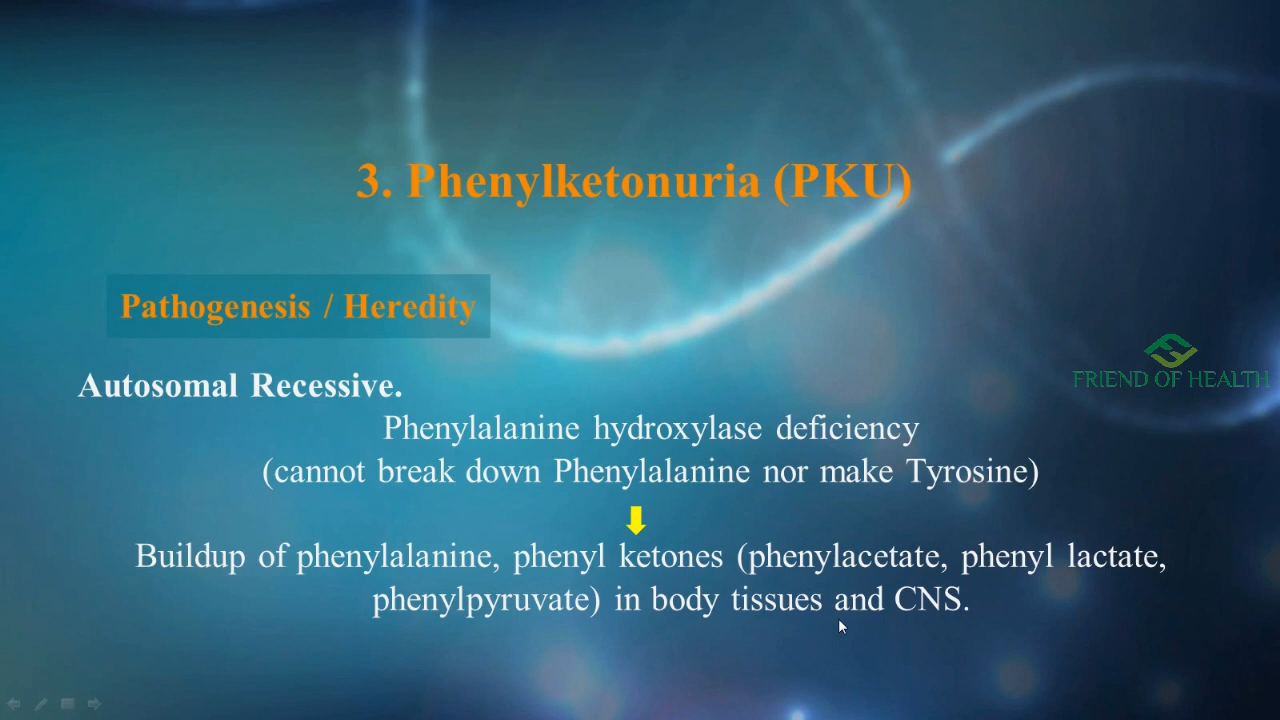 3. Phenylketonuria (PKU)
Pathogenesis / Heredity
Autosomal Recessive.
Phenylalanine hydroxylase deficiency
(cannot break down Phenylalanine nor make Tyrosine)
Buildup of phenylalanine, phenyl ketones (phenylacetate, phenyl lactate,
phenylpyruvate) in body tissues and CNS.
FRIEND OF HEALTH